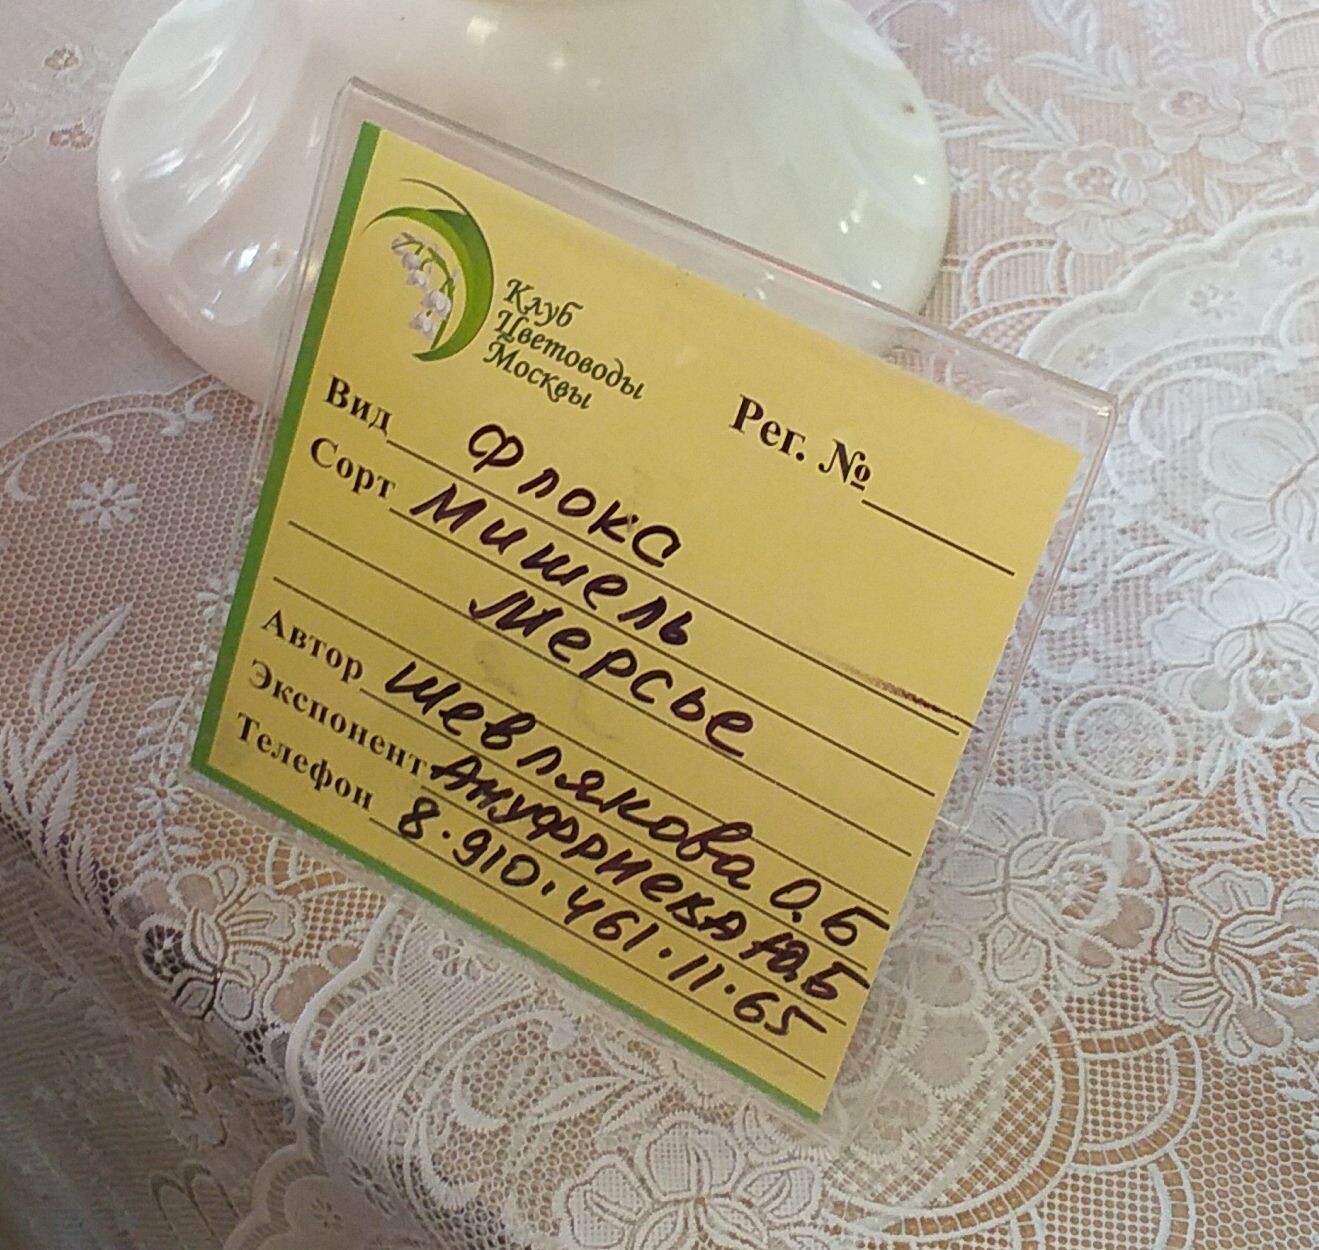 Клуб
Цветоводы
Москвы
Рег. №
Вид Флокс
Сорт Мишель
Мерсье
Автор Шевлякова О.Б
Экспонент Ануфриева Ю.Б
Телефон 8.910.461.11.65